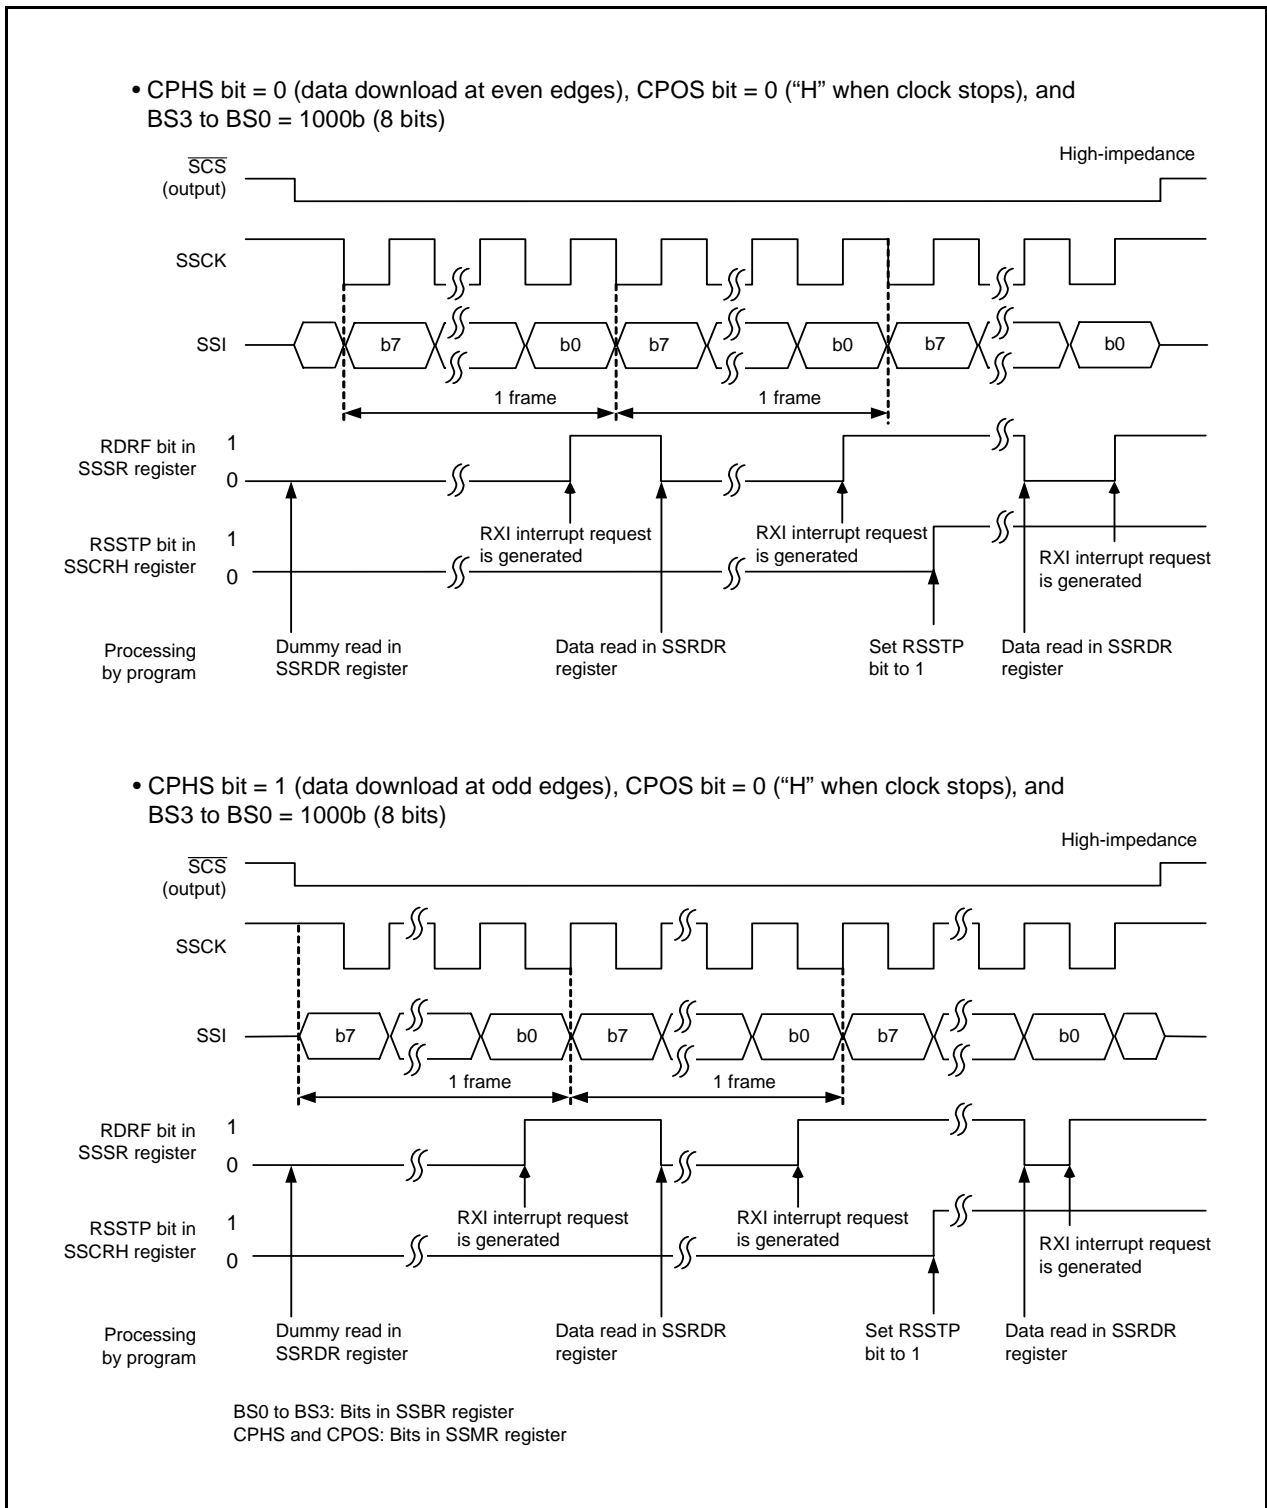 • CPHS bit = 0 (data download at even edges), CPOS bit = 0 (“H” when clock stops), and
BS3 to BS0 = 1000b (8 bits)
High-impedance
SCS
(output)
SSCK
SSI
b7
b0
b7
b0
b7
b0
1 frame
1 frame
RDRF bit in
SSSR register
1
0
RXI interrupt request
is generated
RXI interrupt request
is generated
RXI interrupt request
is generated
RSSTP bit in
SSCRH register
1
0
Processing
by program
Dummy read in
SSRDR register
Data read in SSRDR
register
Set RSSTP
bit to 1
Data read in SSRDR
register
• CPHS bit = 1 (data download at odd edges), CPOS bit = 0 (“H” when clock stops), and
BS3 to BS0 = 1000b (8 bits)
High-impedance
SCS
(output)
SSCK
SSI
b7
b0
b7
b0
b7
b0
1 frame
1 frame
RDRF bit in
SSSR register
1
0
RXI interrupt request
is generated
RXI interrupt request
is generated
RXI interrupt request
is generated
RSSTP bit in
SSCRH register
1
0
Processing
by program
Dummy read in
SSRDR register
Data read in SSRDR
register
Set RSSTP
bit to 1
Data read in SSRDR
register
BS0 to BS3: Bits in SSBR register
CPHS and CPOS: Bits in SSMR register